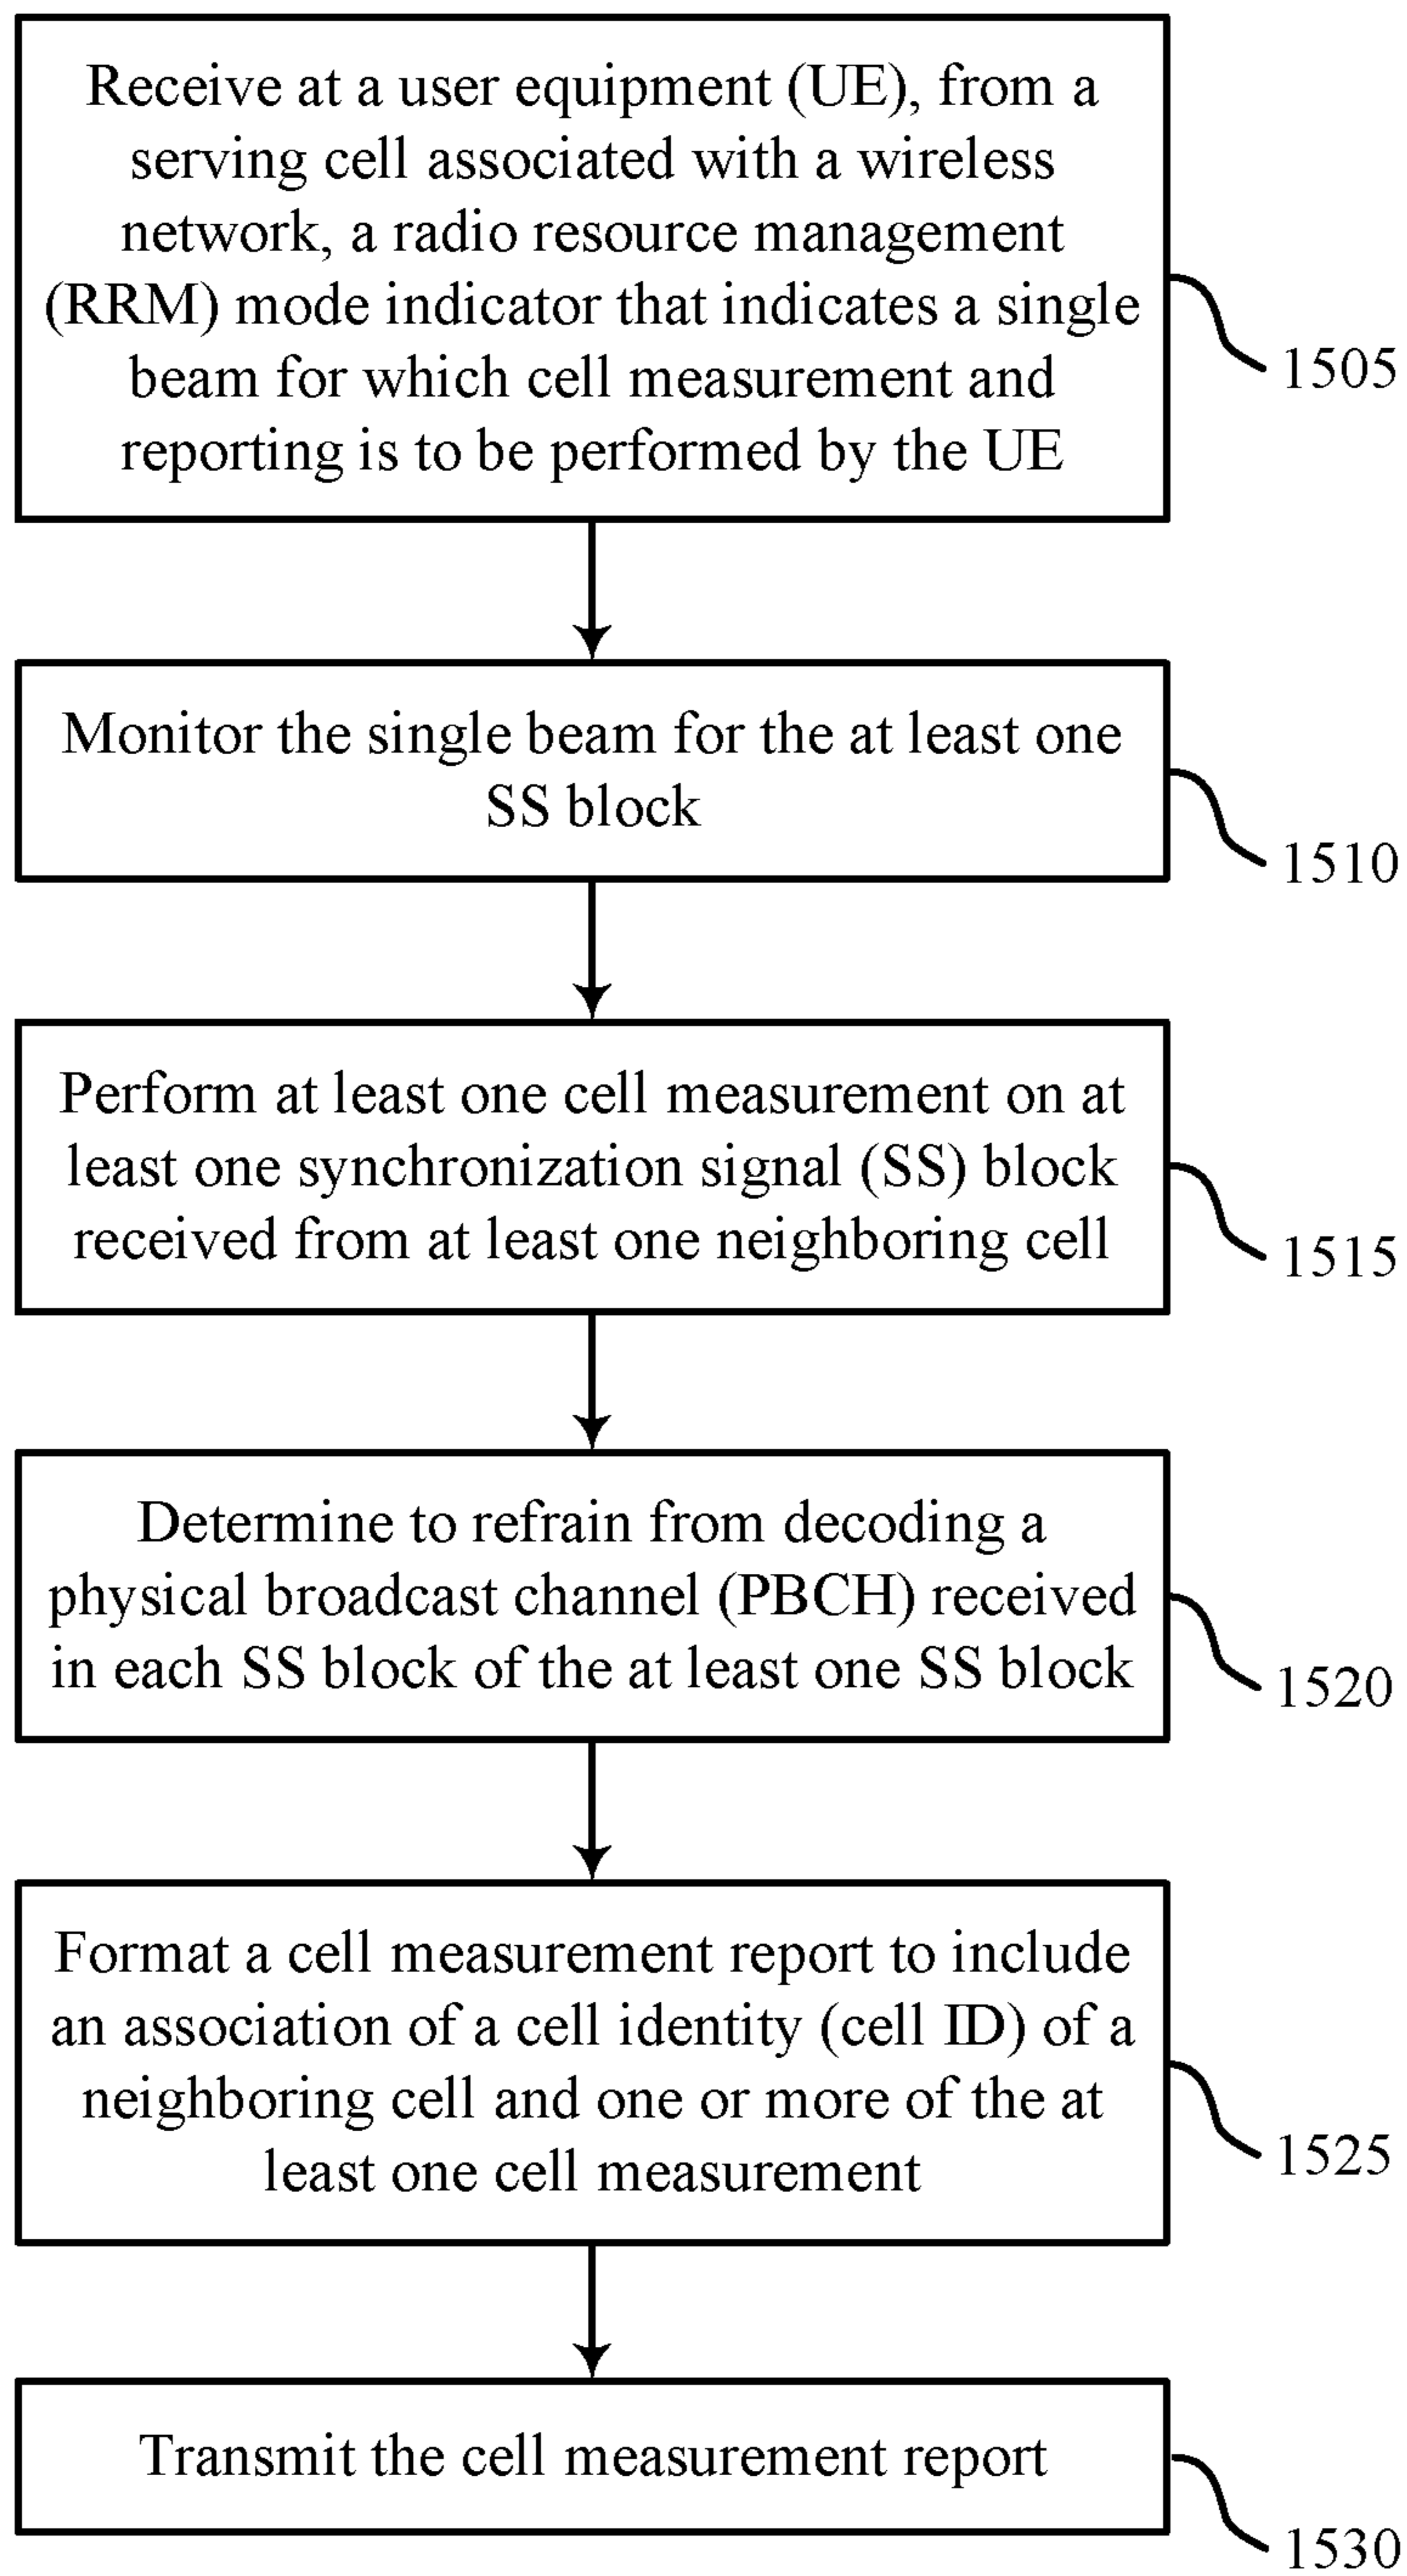 Receive at a user equipment (UE), from a
serving cell associated with a wireless
network, a radio resource management
(RRM) mode indicator that indicates a single
beam for which cell measurement and
reporting is to be performed by the UE
1505
Monitor the single beam for the at least one
SS block
1510
Perform at least one cell measurement on at
least one synchronization signal (SS) block
received from at least one neighboring cell
1515
Determine to refrain from decoding a
physical broadcast channel (PBCH) received
in each SS block of the at least one SS block
1520
Format a cell measurement report to include
an association of a cell identity (cell ID) of a
neighboring cell and one or more of the at
least one cell measurement
1525
Transmit the cell measurement report
1530